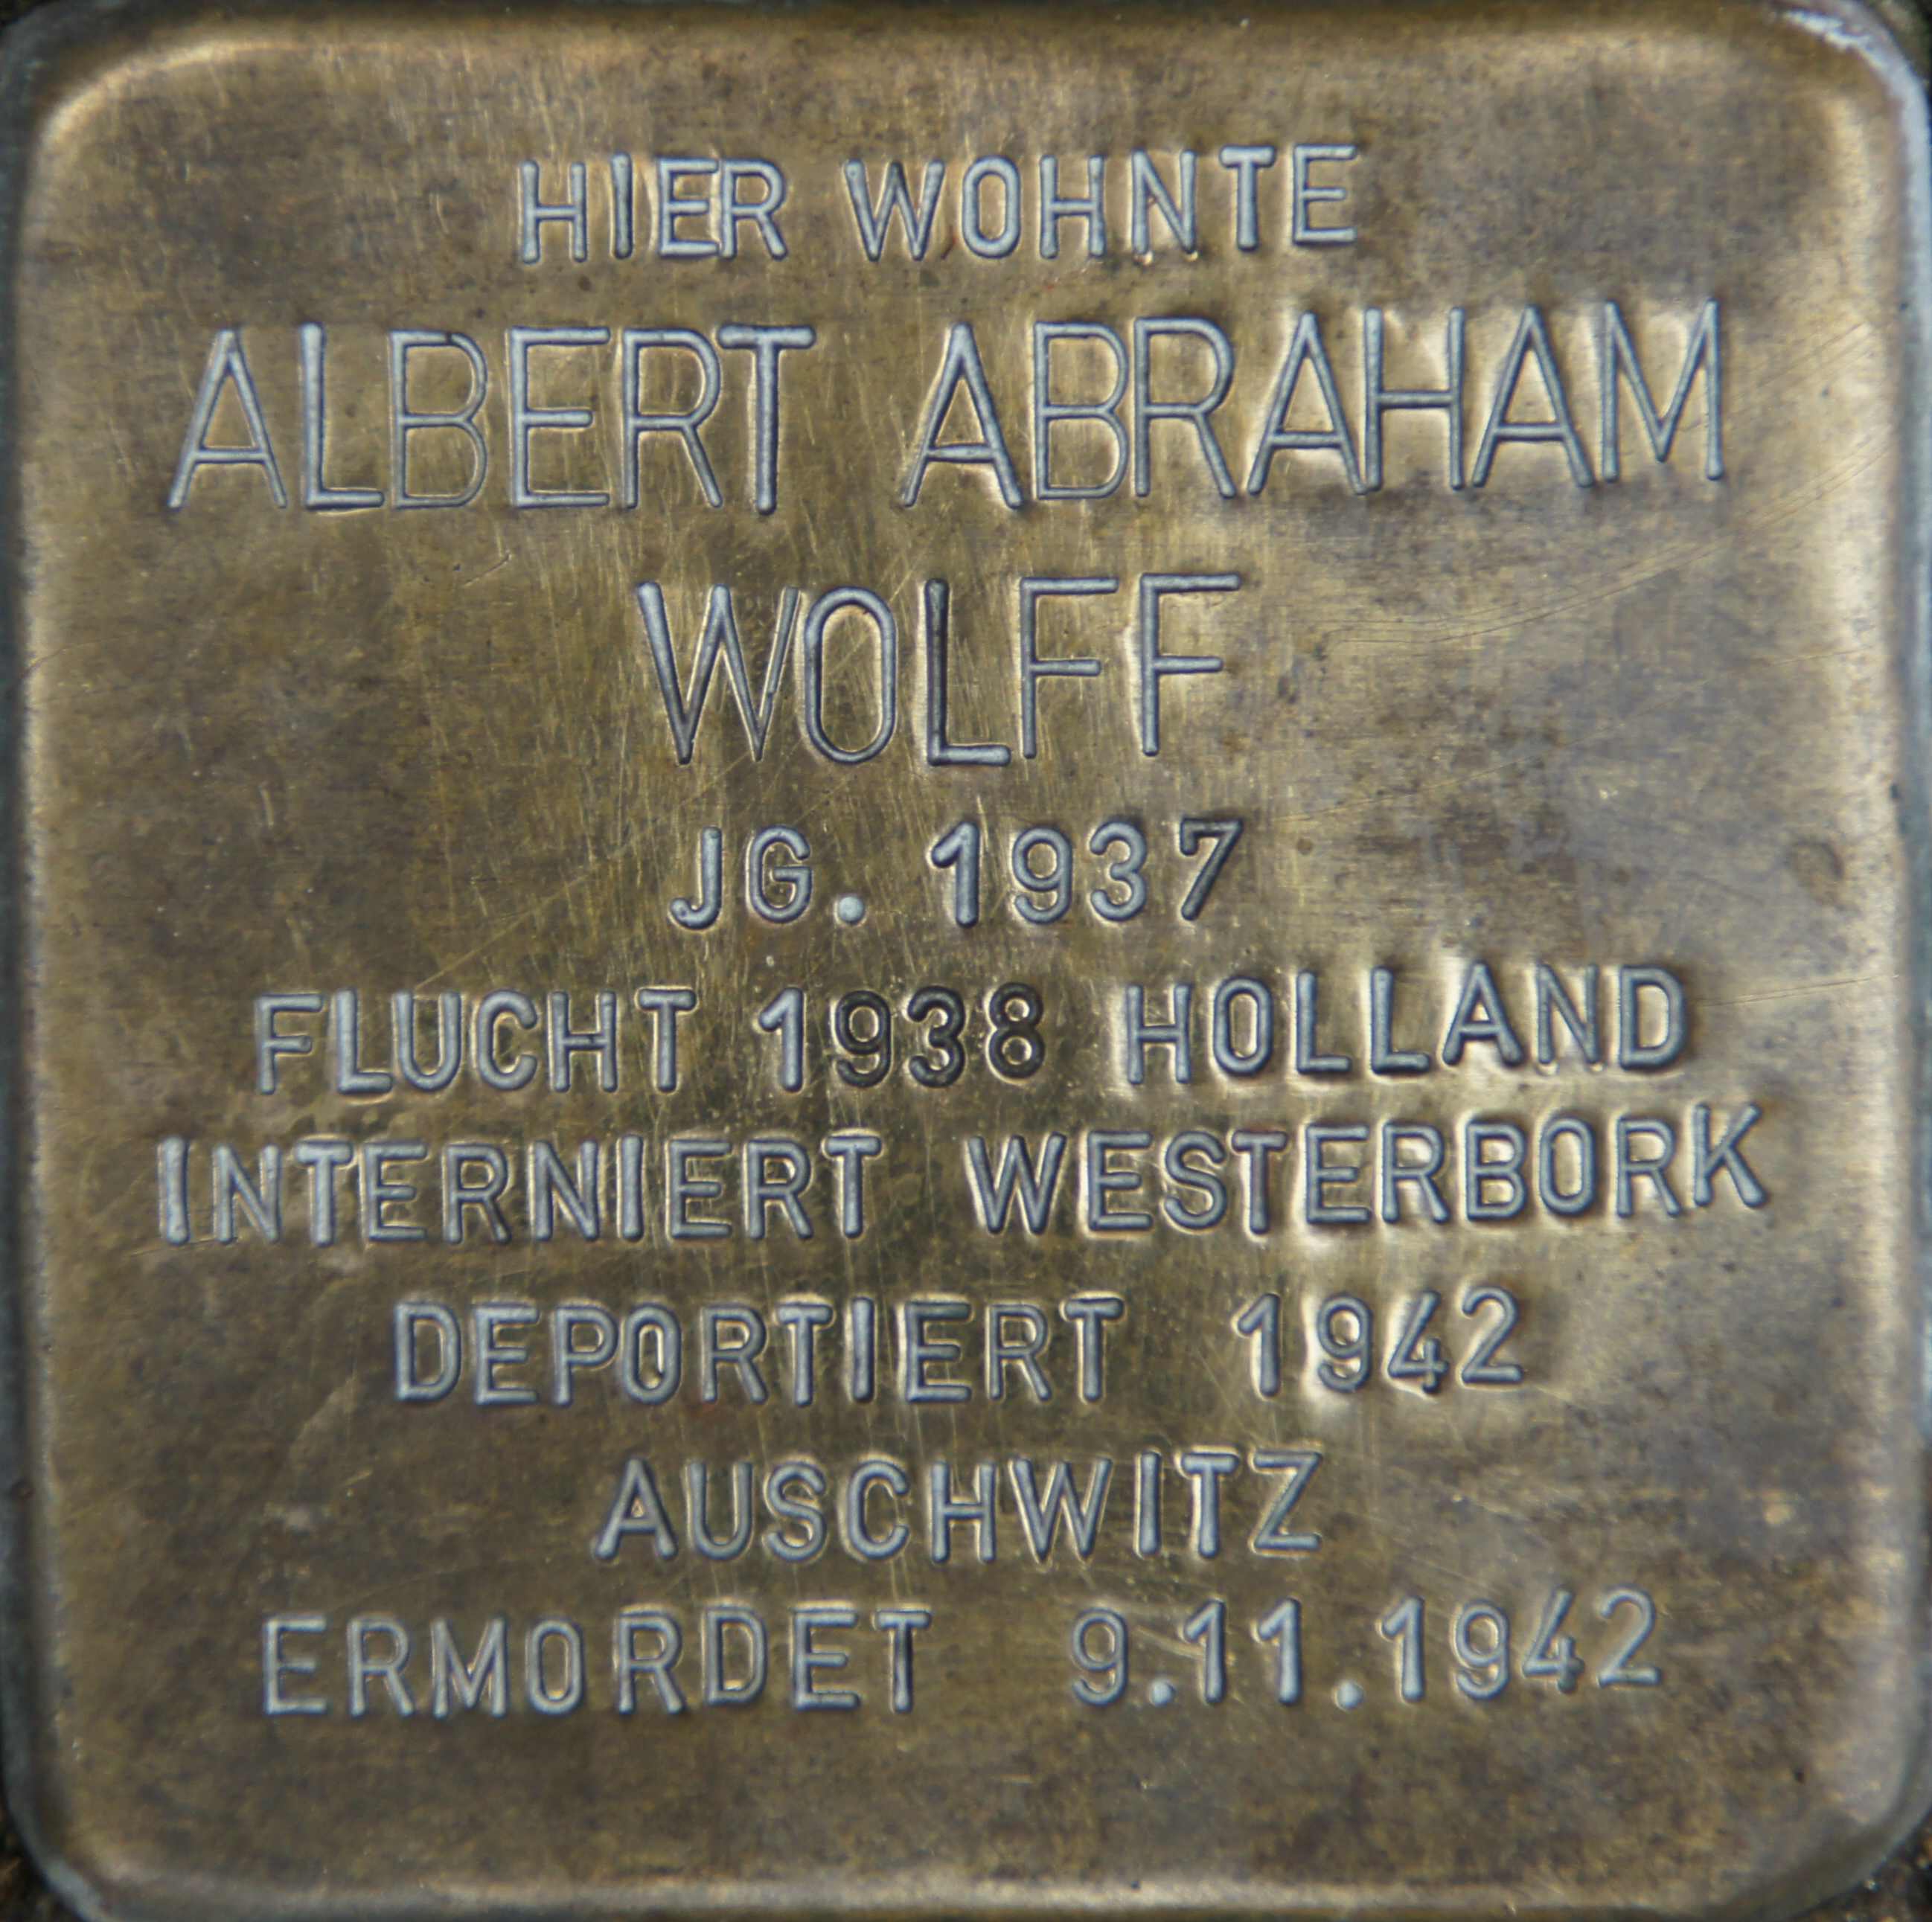 HIER WOHNTE
ALBERT ABRAHAM
WOLFF
JG. 1937
FLUCHT 1938 HOLLAND
INTERNIERT WESTERBORK
DEPORTIERT 1942
AUSCHWITZ
ERMORDET 9.11.1942